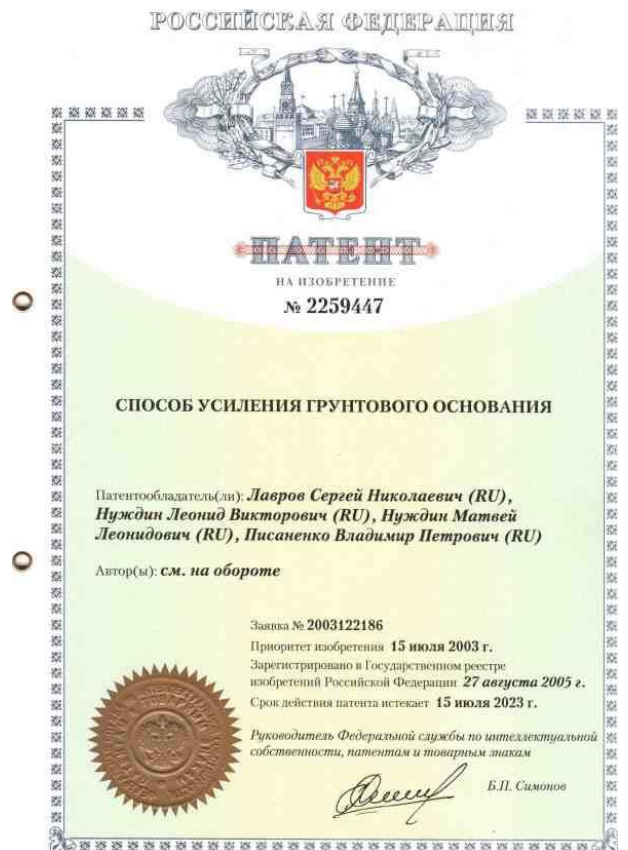 РОССИЙСКАЯ ФЕДЕРАЦИЯ
ПАТЕНТ
НА ИЗОБРЕТЕНИЕ
№ 2259447
СПОСОБ УСИЛЕНИЯ ГРУНТОВОГО ОСНОВАНИЯ
Патентообладатель(ли): Лавров Сергей Николаевич (RU),
Нуждин Леонид Викторович (RU), Нуждин Матвей
Леонидович (RU), Писаненко Владимир Петрович (RU)
Автор(ы): см. на обороте
Заявка № 2003122186
Приоритет изобретения 15 июля 2003 г.
Зарегистрировано в Государственном реестре
изобретений Российской Федерации 27 августа 2005 г.
Срок действия патента истекает 15 июля 2023 г.
Руководитель Федеральной службы по интеллектуальной
собственности, патентам и товарным знакам
Б.П. Симонов